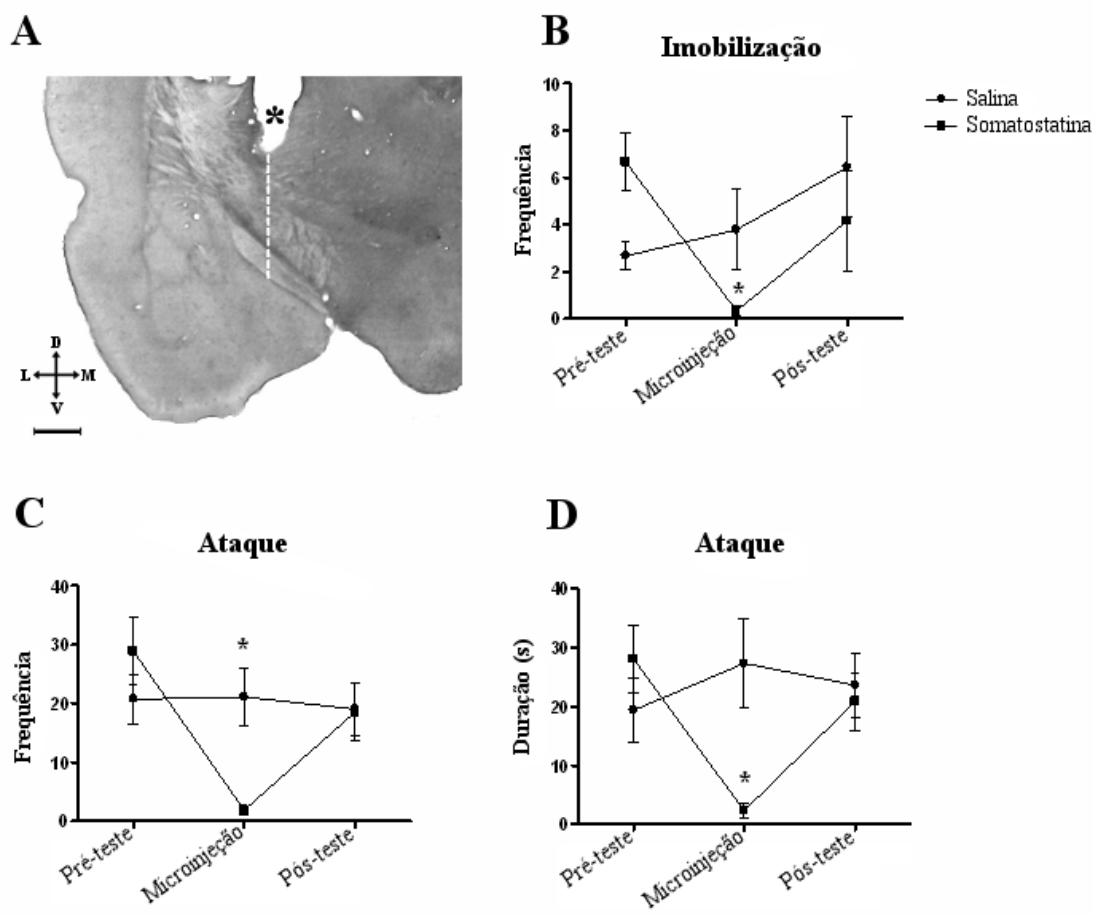 A
*
D
L M
V
B
Imobilização
Salina
Somatostatina
Frequência
10
8
6
4
2
0
*
Pré-teste
Microinjeção
Pós-teste
C
Ataque
Frequência
40
30
20
10
0
*
Pré-teste
Microinjeção
Pós-teste
D
Ataque
Duração (s)
40
30
20
10
0
*
Pré-teste
Microinjeção
Pós-teste